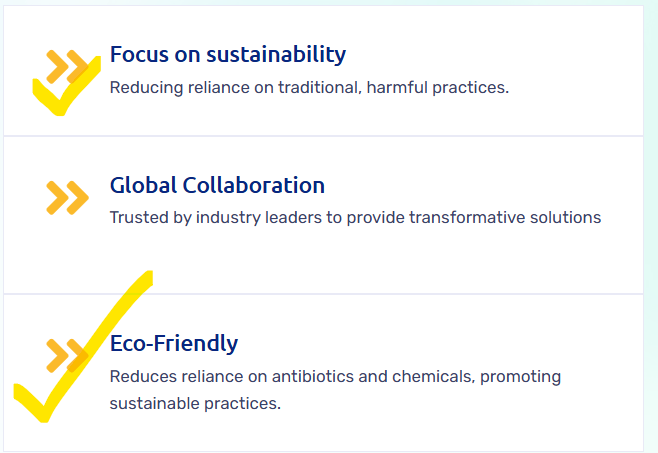 Focus on sustainability
Reducing reliance on traditional, harmful practices.
Global Collaboration
Trusted by industry leaders to provide transformative solutions
Eco-Friendly
Reduces reliance on antibiotics and chemicals, promoting
sustainable practices.